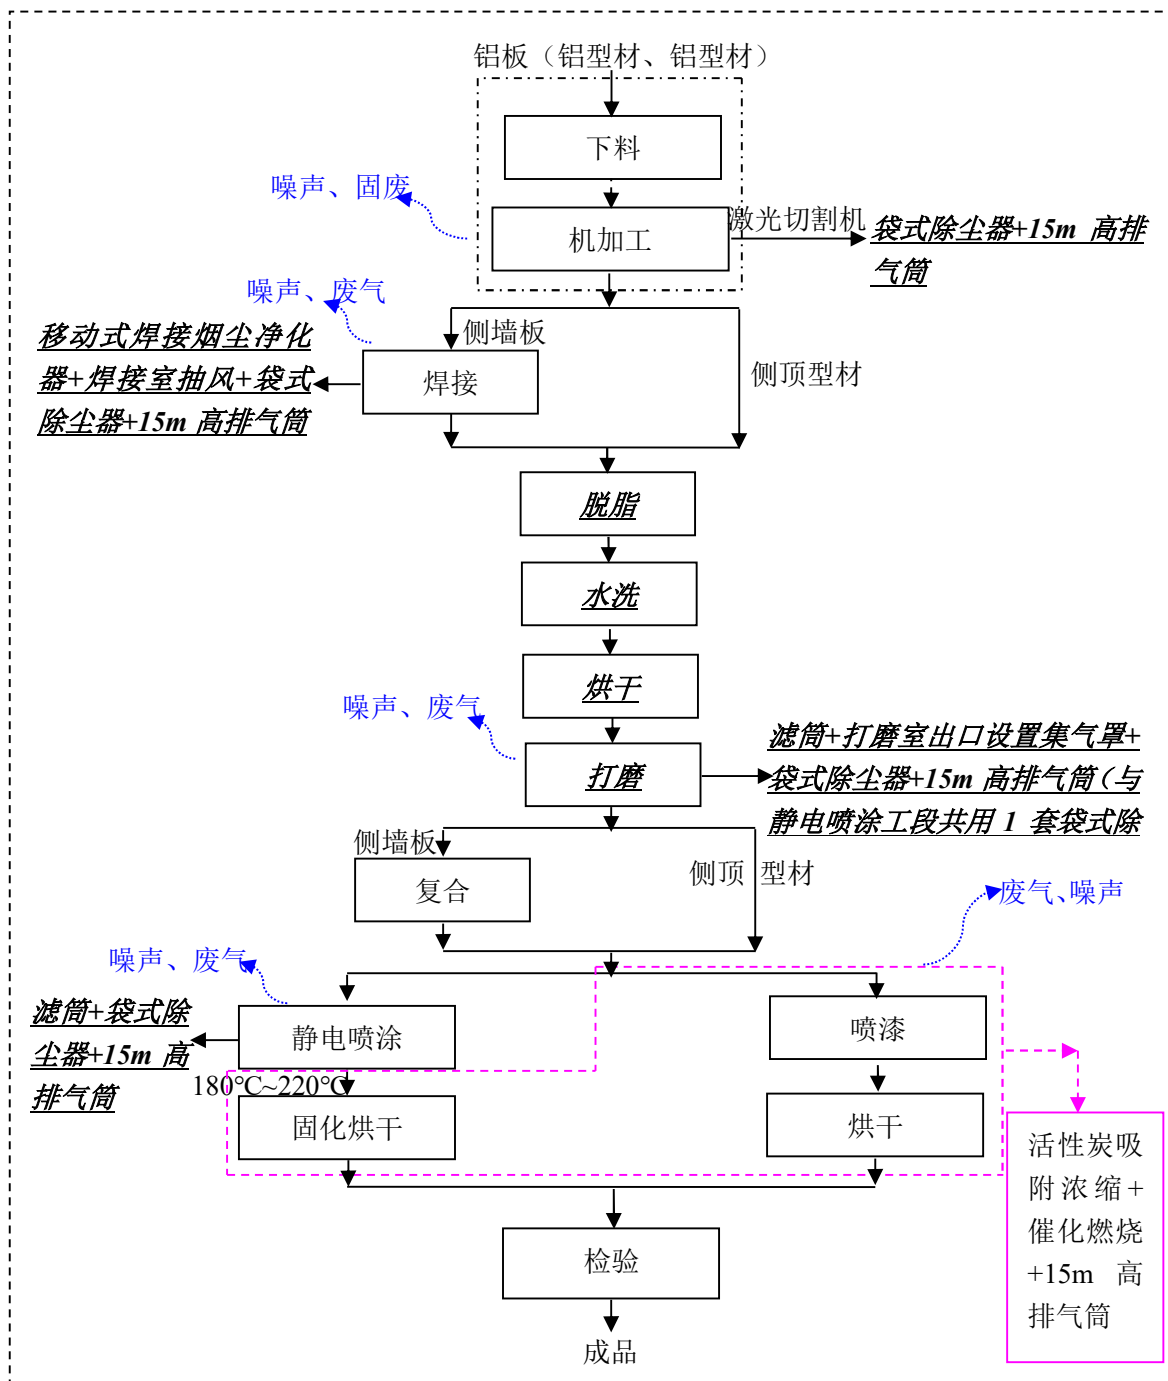 铝板（铝型材、铝型材）
下料
噪声、固废
机加工
激光切割机
袋式除尘器+15m 高排
气筒
噪声、废气
移动式焊接烟尘净化
器+焊接室抽风+袋式
除尘器+15m 高排气筒
侧墙板
焊接
侧顶型材
脱脂
水洗
烘干
噪声、废气
打磨
滤筒+打磨室出口设置集气罩+
袋式除尘器+15m 高排气筒（与
静电喷涂工段共用 1 套袋式除
侧墙板
复合
侧顶 型材
废气、噪声
噪声、废气
滤筒+袋式除
尘器+15m 高
排气筒
静电喷涂
喷漆
180℃~220℃
固化烘干
烘干
活性炭吸
附浓缩+
催化燃烧
+15m 高
排气筒
检验
成品